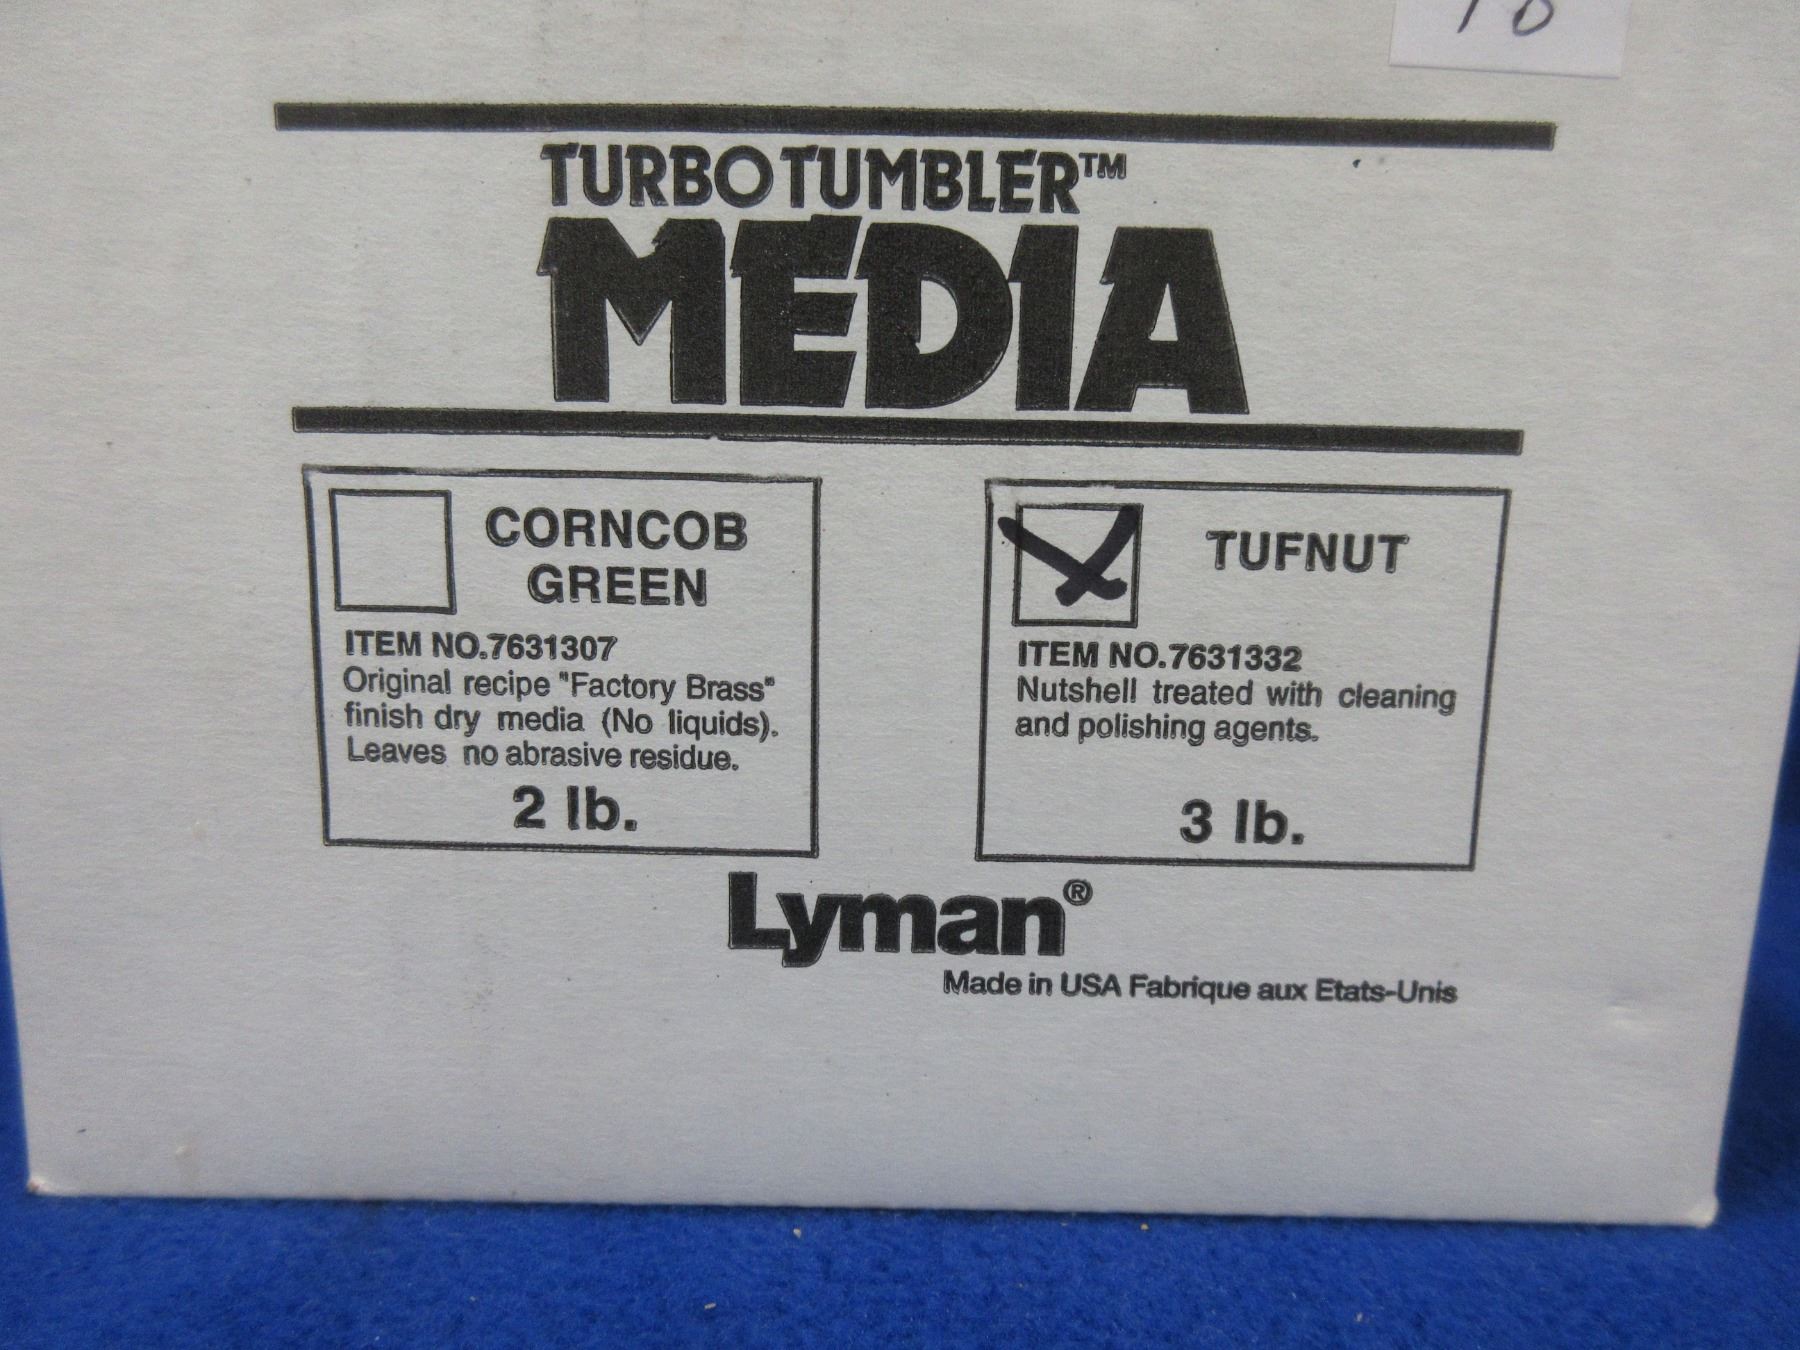 TURBO TUMBLER™
MEDIA
CORNCOB
GREEN
ITEM NO.7631307
Original recipe "Factory Brass"
finish dry media (No liquids).
Leaves no abrasive residue.
2 lb.
TUFNUT
ITEM NO.7631332
Nutshell treated with cleaning
and polishing agents.
3 lb.
Lyman®
Made in USA Fabrique aux Etats-Unis